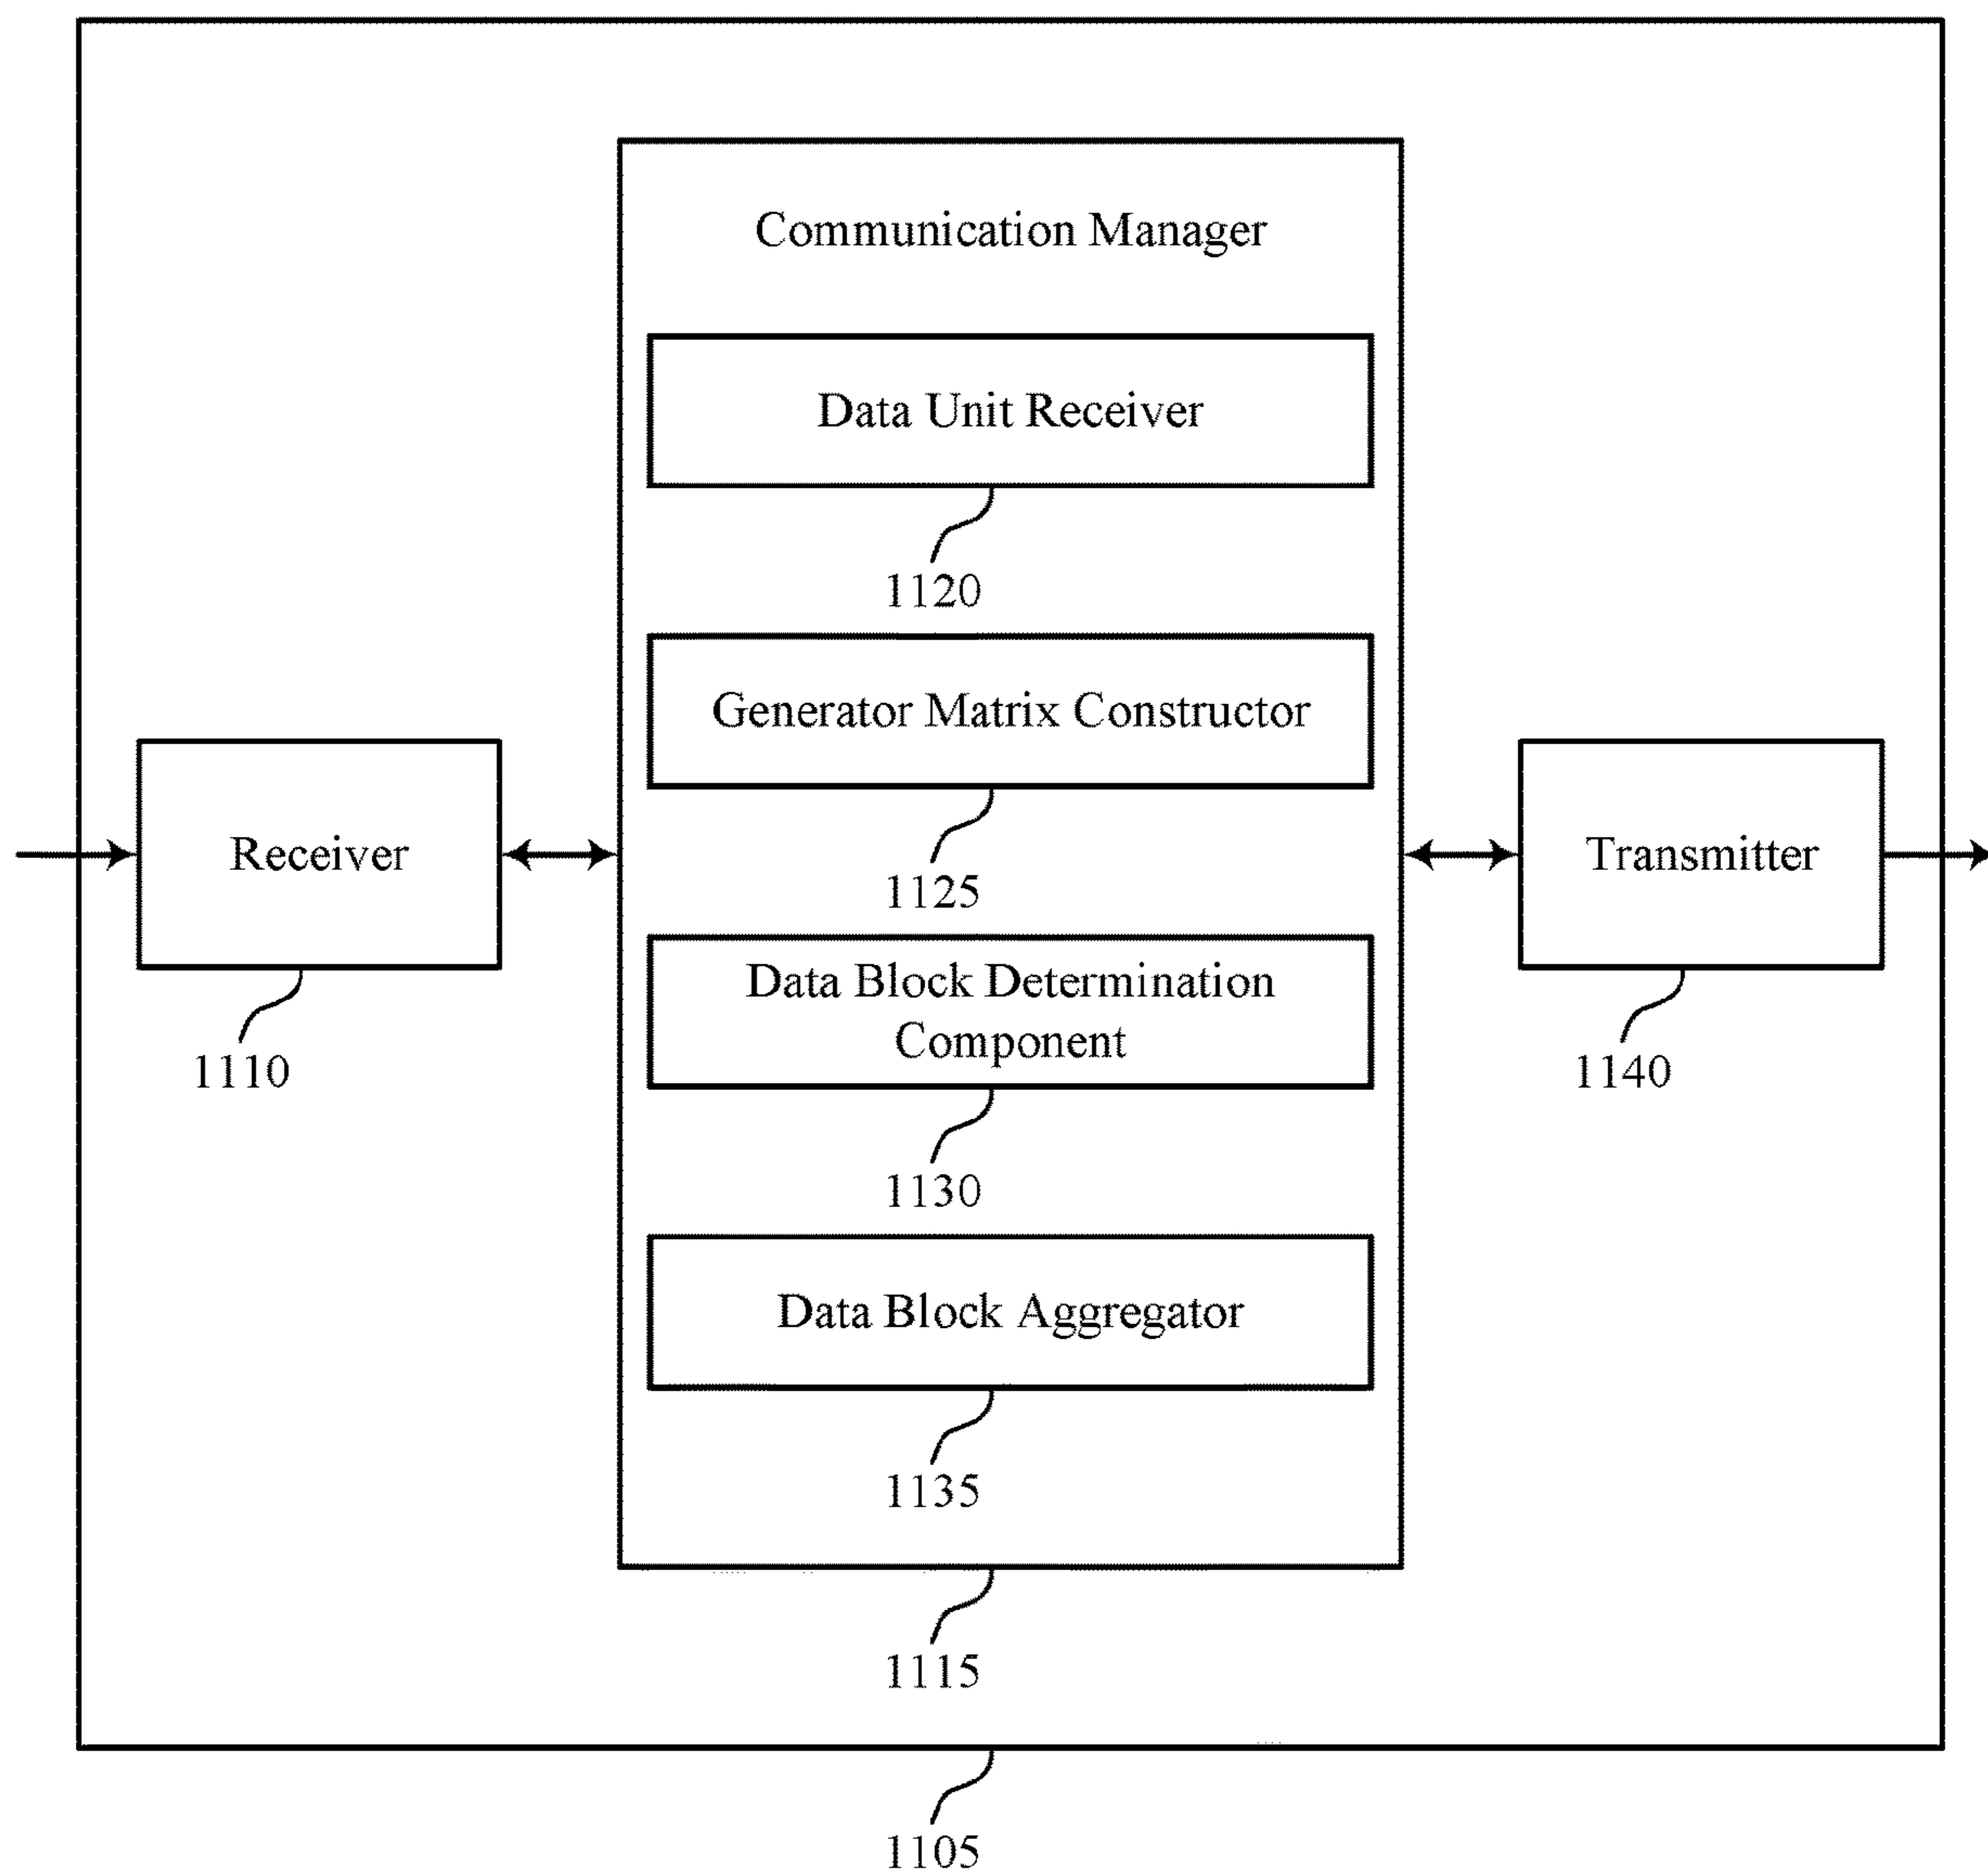 Communication Manager
Data Unit Receiver
1120
Generator Matrix Constructor
1125
Receiver
1110
Transmitter
1140
Data Block Determination
Component
1130
Data Block Aggregator
1135
1115
1105